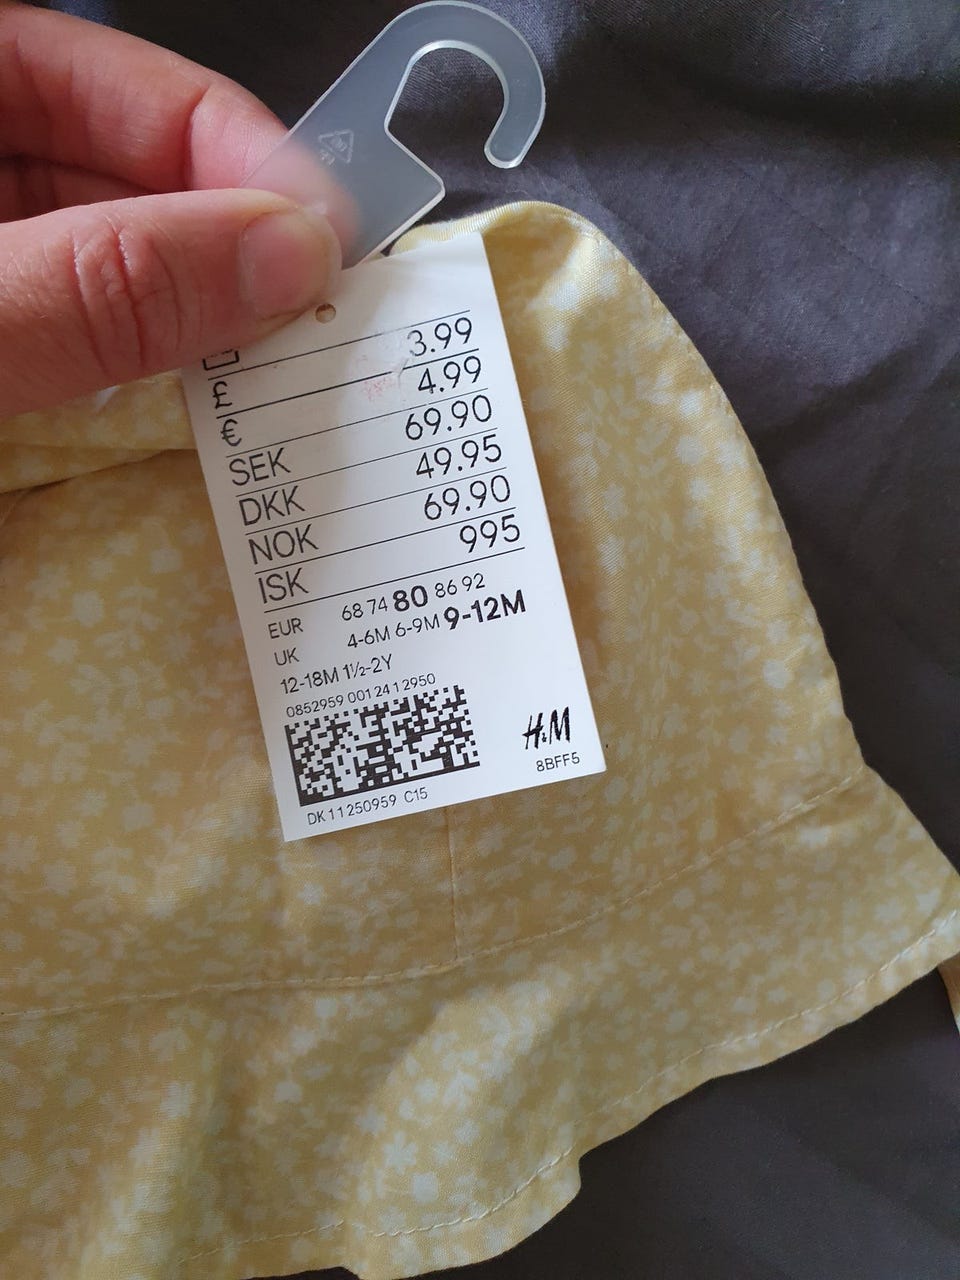 £ 3.99
€ 4.99
SEK 69.90
DKK 49.95
NOK 69.90
ISK 995
EUR 68 74 80 86 92
UK 4-6M 6-9M 9-12M
12-18M 1½-2Y
0852959 001 24 1 2950
H&M
8BFF5
DK 11 250959 C15